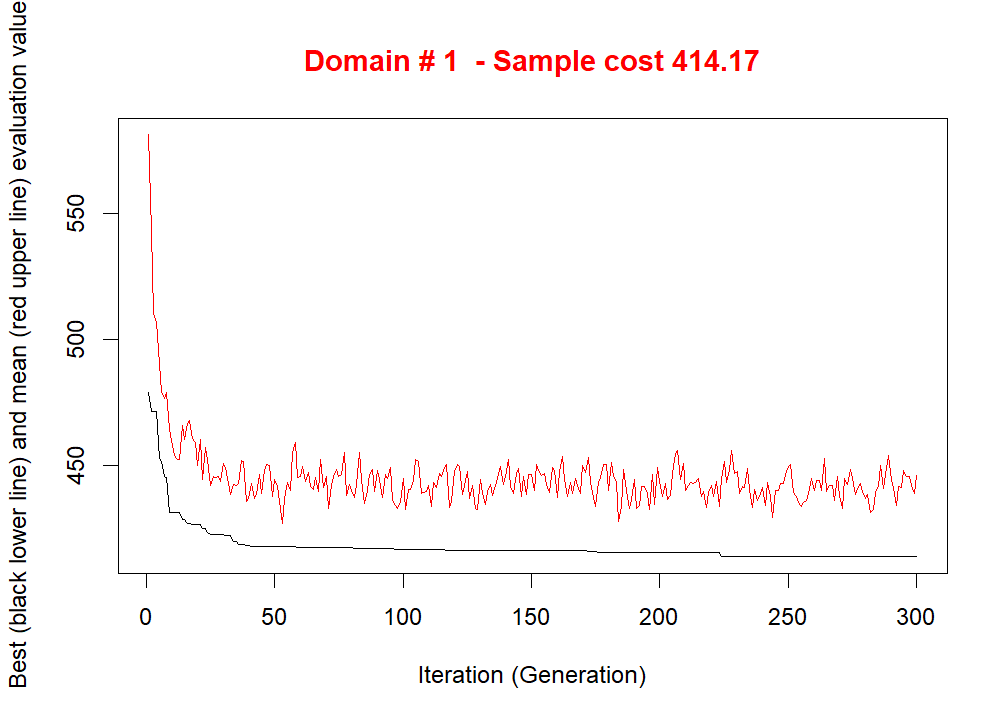 Domain # 1  - Sample cost 414.17
Best (black lower line) and mean (red upper line) evaluation value
550
500
450
0 50 100 150 200 250 300
Iteration (Generation)